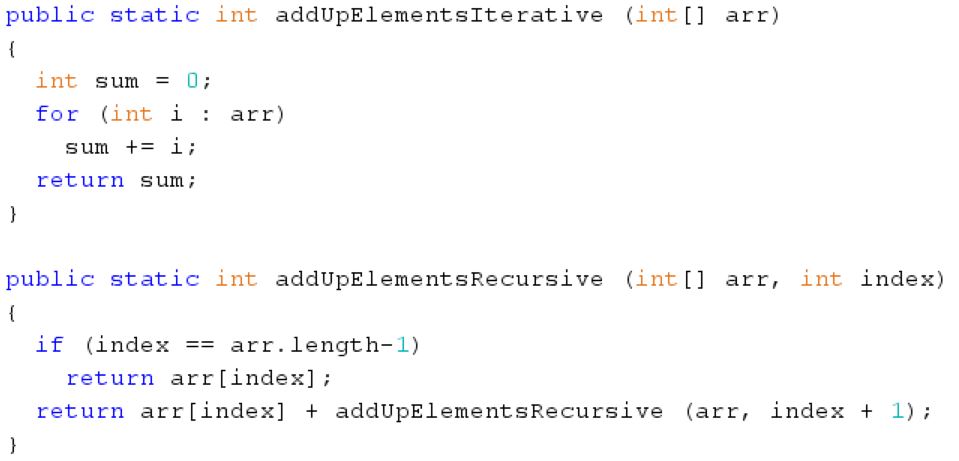 public static int addUpElementsIterative (int[] arr)
{
  int sum = 0;
  for (int i : arr)
    sum += i;
  return sum;
}

public static int addUpElementsRecursive (int[] arr, int index)
{
  if (index == arr.length-1)
    return arr[index];
  return arr[index] + addUpElementsRecursive (arr, index + 1);
}